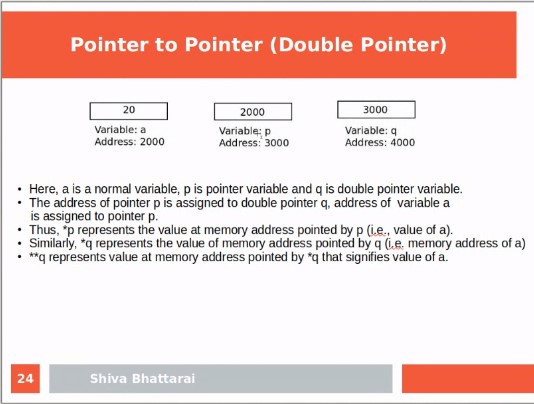 Pointer to Pointer (Double Pointer)
20
2000
3000
Variable: a
Address: 2000
Variable: p
Address: 3000
Variable: q
Address: 4000
• Here, a is a normal variable, p is pointer variable and q is double pointer variable.
• The address of pointer p is assigned to double pointer q, address of variable a
is assigned to pointer p.
• Thus, *p represents the value at memory address pointed by p (i.e., value of a).
• Similarly, *q represents the value of memory address pointed by q (i.e. memory address of a)
• **q represents value at memory address pointed by *q that signifies value of a.
24
Shiva Bhattarai